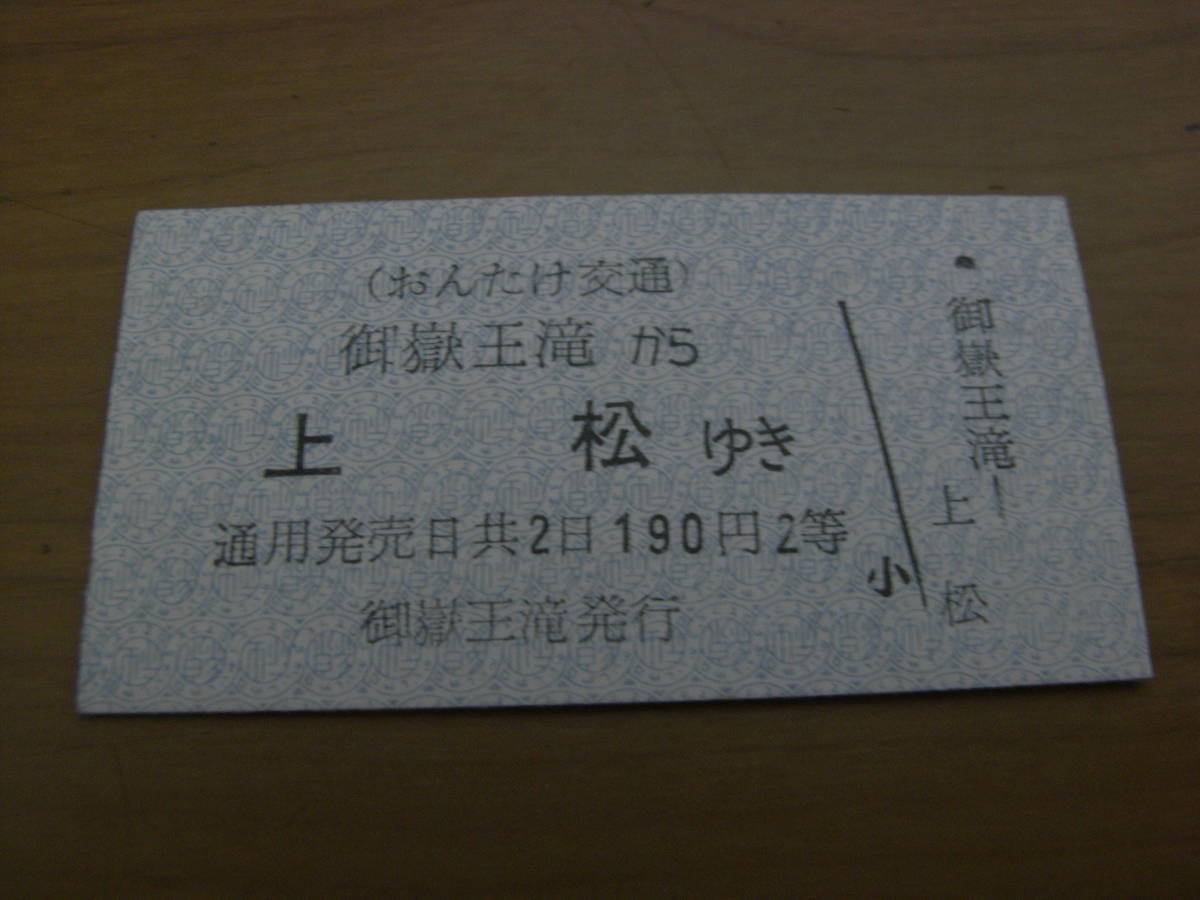 (おんたけ交通)
御嶽王滝から
上松ゆき
通用発売日共2日190円2等
御嶽王滝発行
小
御嶽王滝ー
上松